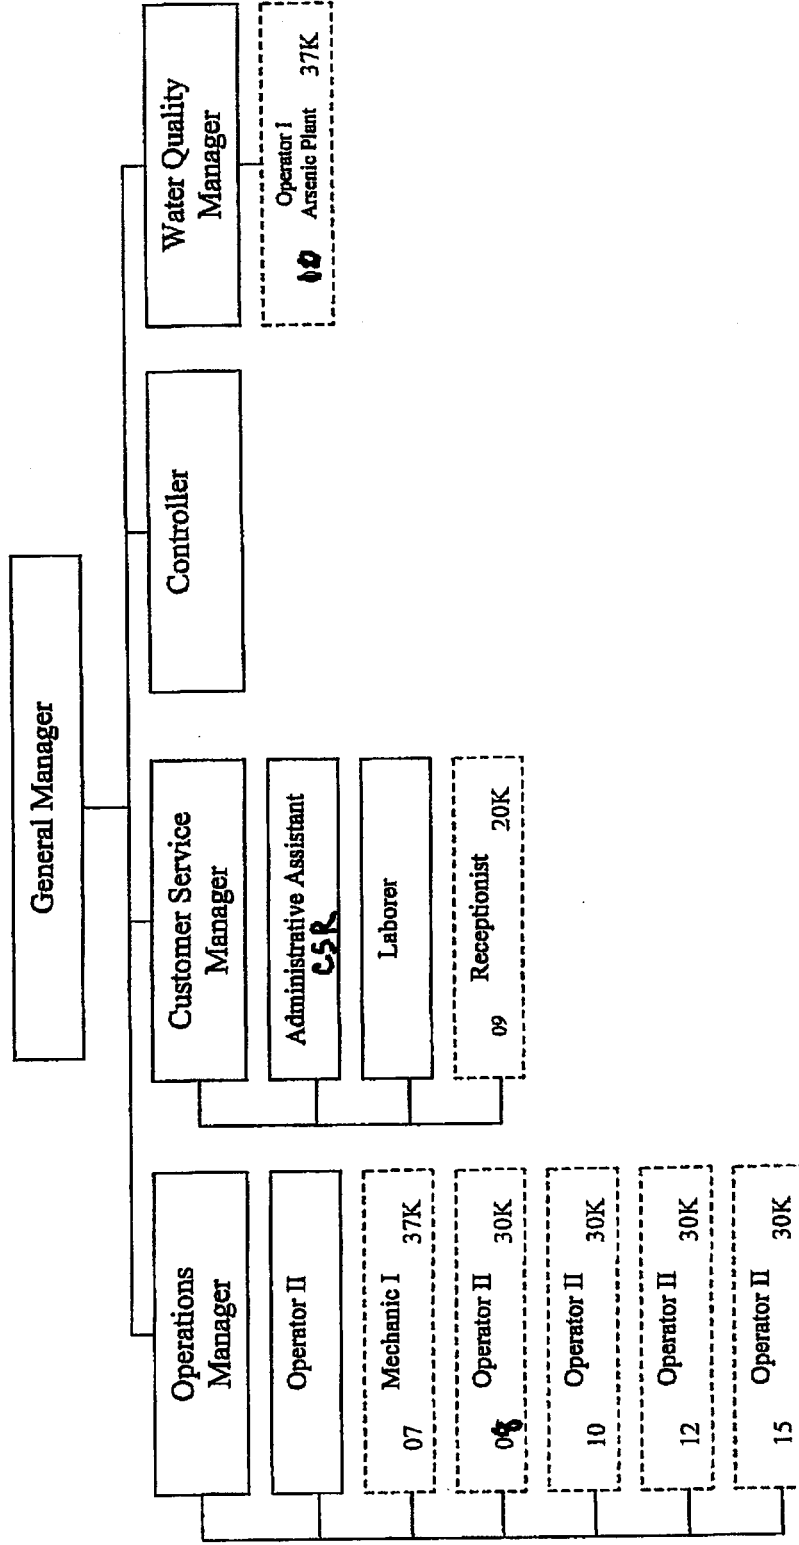 General Manager
Operations
Manager
Operator II
Mechanic I
07 37K
Operator II
30K
Operator II
10 30K
Operator II
12 30K
Operator II
15 30K
Customer Service
Manager
Administrative Assistant
CSR
Laborer
Receptionist
09 20K
Controller
Water Quality
Manager
Operator I
Arsenic Plant 37K